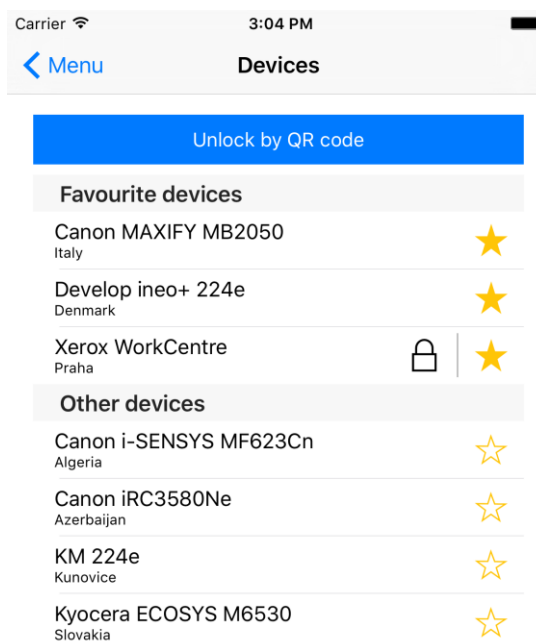 Carrier 3:04 PM
Menu Devices
Unlock by QR code
Favourite devices
Canon MAXIFY MB2050
Italy
Develop ineo+ 224e
Denmark
Xerox WorkCentre
Praha
Other devices
Canon i-SENSYS MF623Cn
Algeria
Canon iRC3580Ne
Azerbaijan
KM 224e
Kunovice
Kyocera ECOSYS M6530
Slovakia